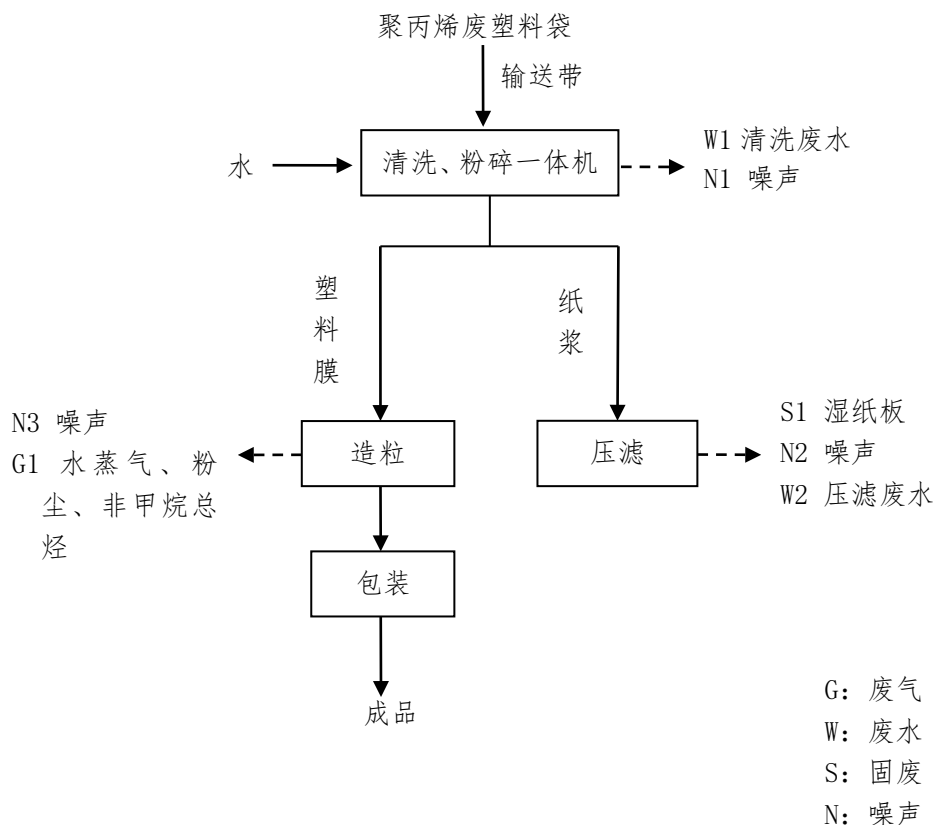 聚丙烯废塑料袋
输送带
水
清洗、粉碎一体机
W1 清洗废水
N1 噪声
塑
料
膜
纸
浆
N3 噪声
G1 水蒸气、粉
尘、非甲烷总
烃
造粒
压滤
S1 湿纸板
N2 噪声
W2 压滤废水
包装
成品
G：废气
W：废水
S：固废
N：噪声